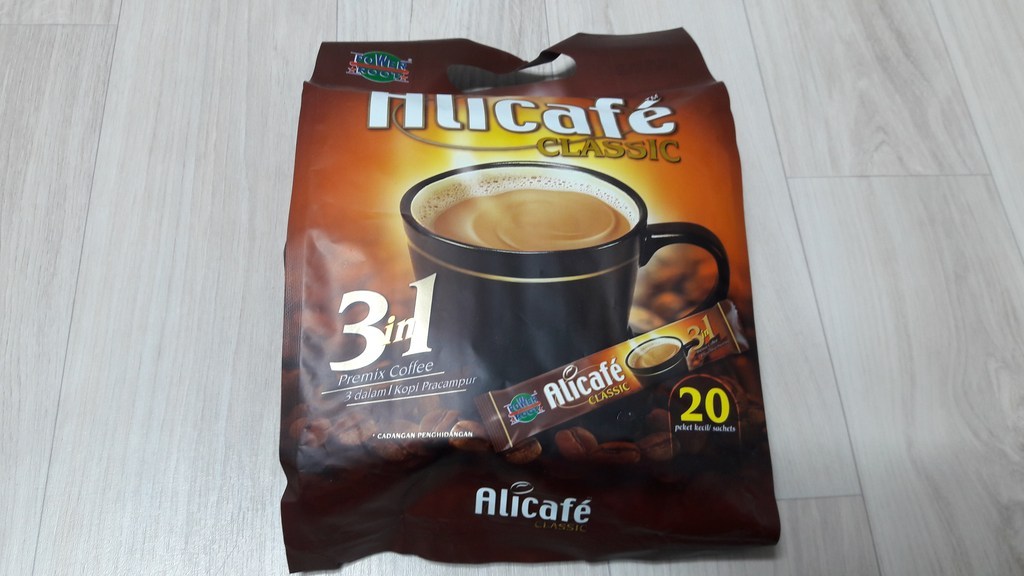 POWER
ROOT
Alicafé
CLASSIC
3in1
Premix Coffee
3 dalam 1 Kopi Pracampur
* CADANGAN PENGHIDANGAN
POWER
ROOT
Alicafé
CLASSIC
3in1
20
peket kecil/ sachets
Alicafé
CLASSIC